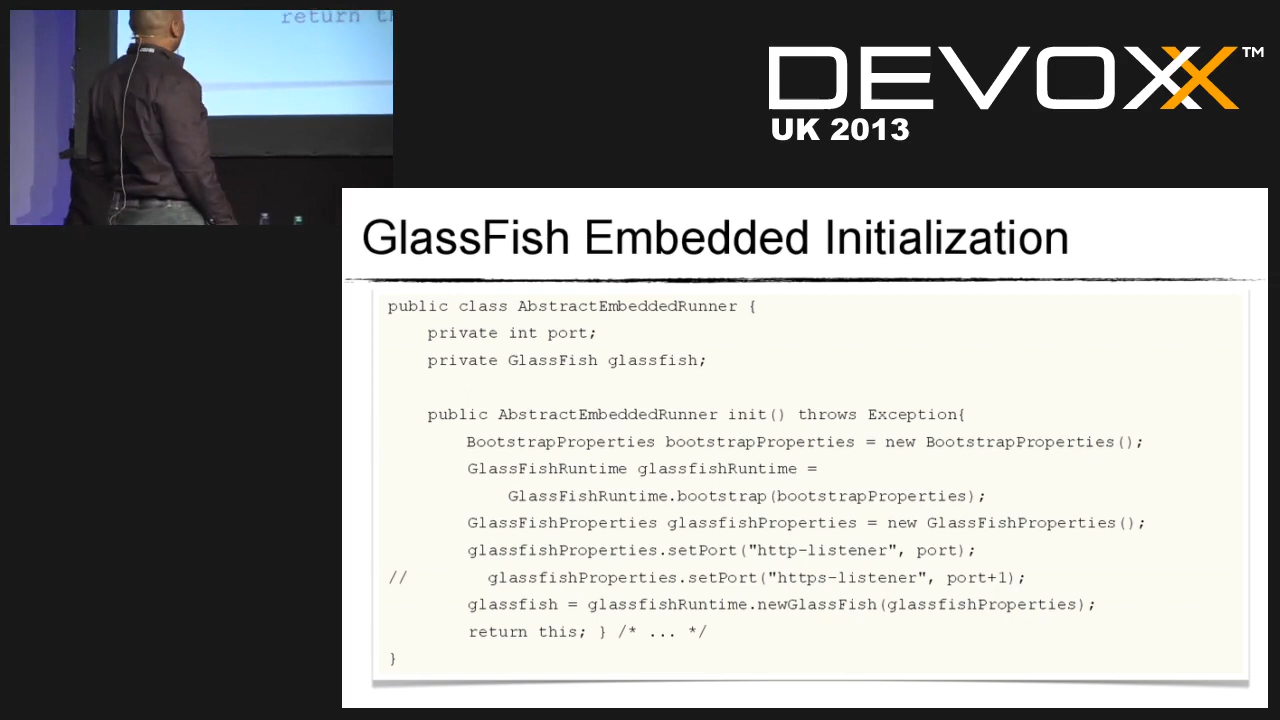 return th
DEVOXX™
UK 2013
GlassFish Embedded Initialization
public class AbstractEmbeddedRunner {
private int port;
private GlassFish glassfish;
public AbstractEmbeddedRunner init() throws Exception{
BootstrapProperties bootstrapProperties = new BootstrapProperties();
GlassFishRuntime glassfishRuntime =
GlassFishRuntime.bootstrap(bootstrapProperties);
GlassFishProperties glassfishProperties = new GlassFishProperties();
glassfishProperties.setPort("http-listener", port);
// glassfishProperties.setPort("https-listener", port+1);
glassfish = glassfishRuntime.newGlassFish(glassfishProperties);
return this; } /* ... */
}